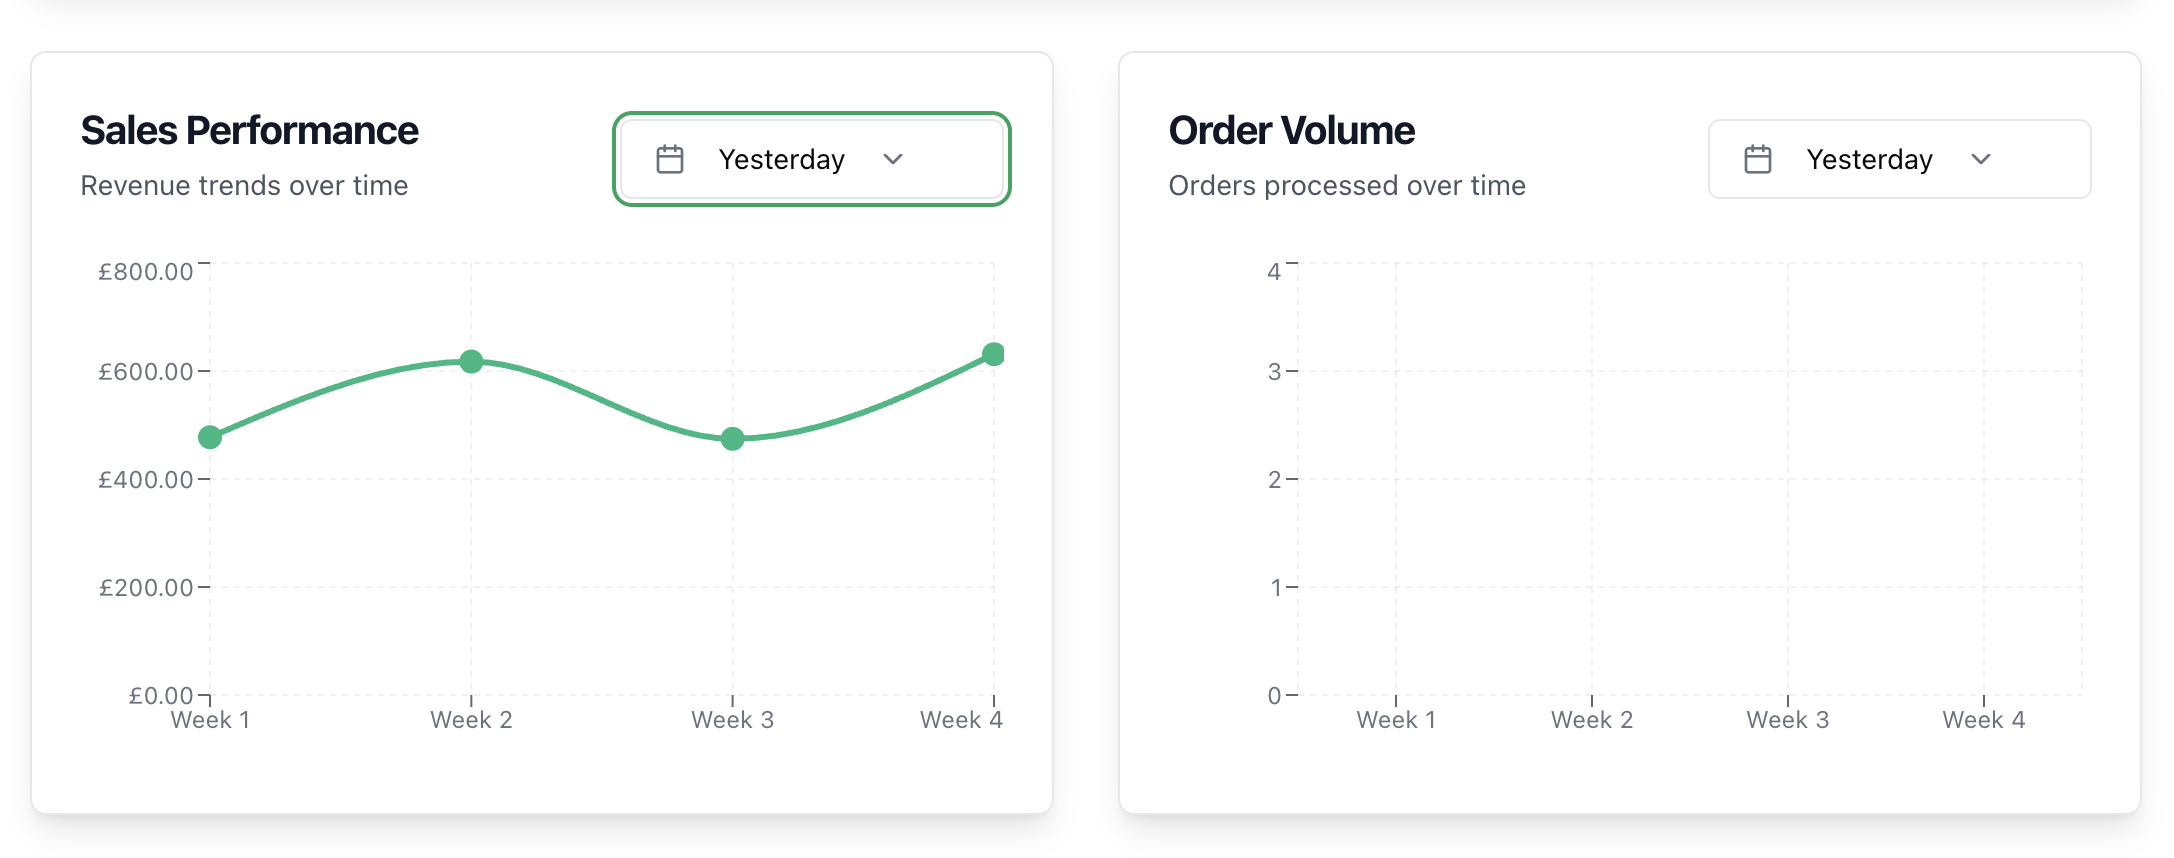 Sales Performance
Revenue trends over time
Yesterday
£800.00
£600.00
£400.00
£200.00
£0.00
Week 1 Week 2 Week 3 Week 4
Order Volume
Orders processed over time
Yesterday
4
3
2
1
0
Week 1 Week 2 Week 3 Week 4